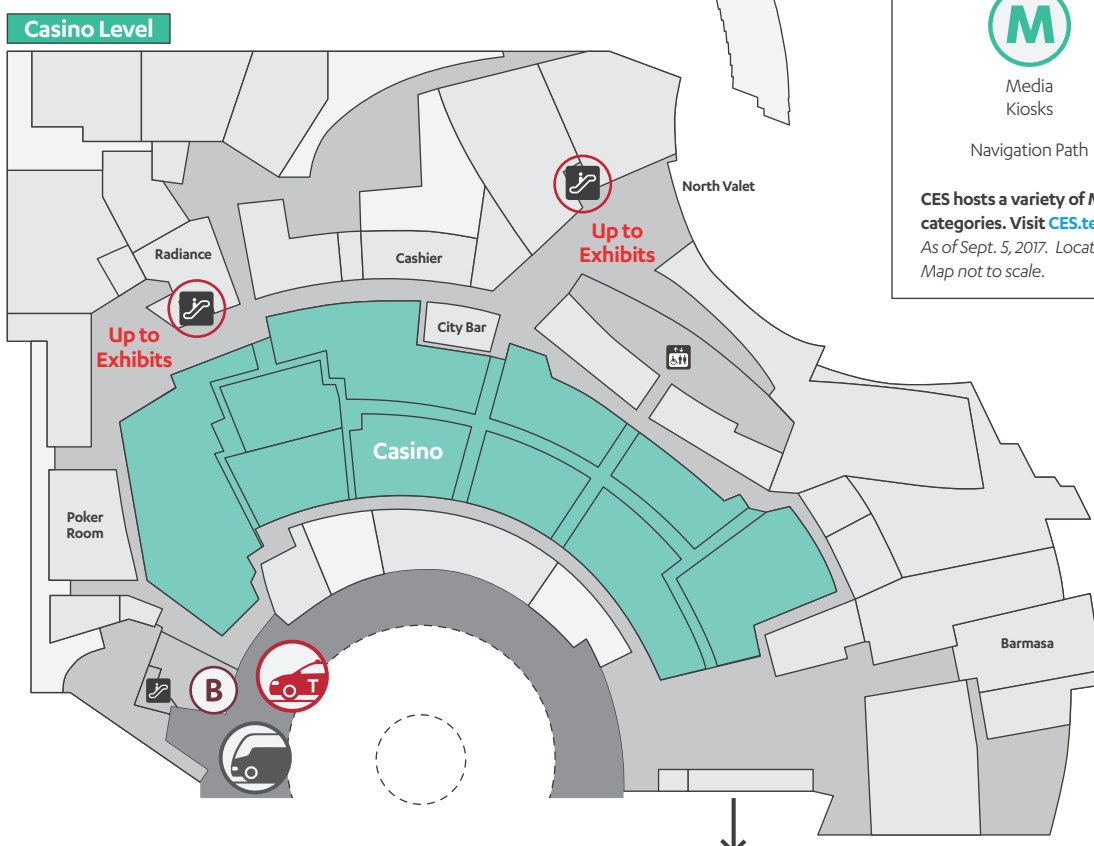 Casino Level
M
Media
Kiosks
Navigation Path
CES hosts a variety of M
categories. Visit CES.te
As of Sept. 5, 2017. Locat
Map not to scale.
North Valet
Up to
Exhibits
Radiance
Cashier
Up to
Exhibits
City Bar
Casino
Poker
Room
Barmasa
B
T